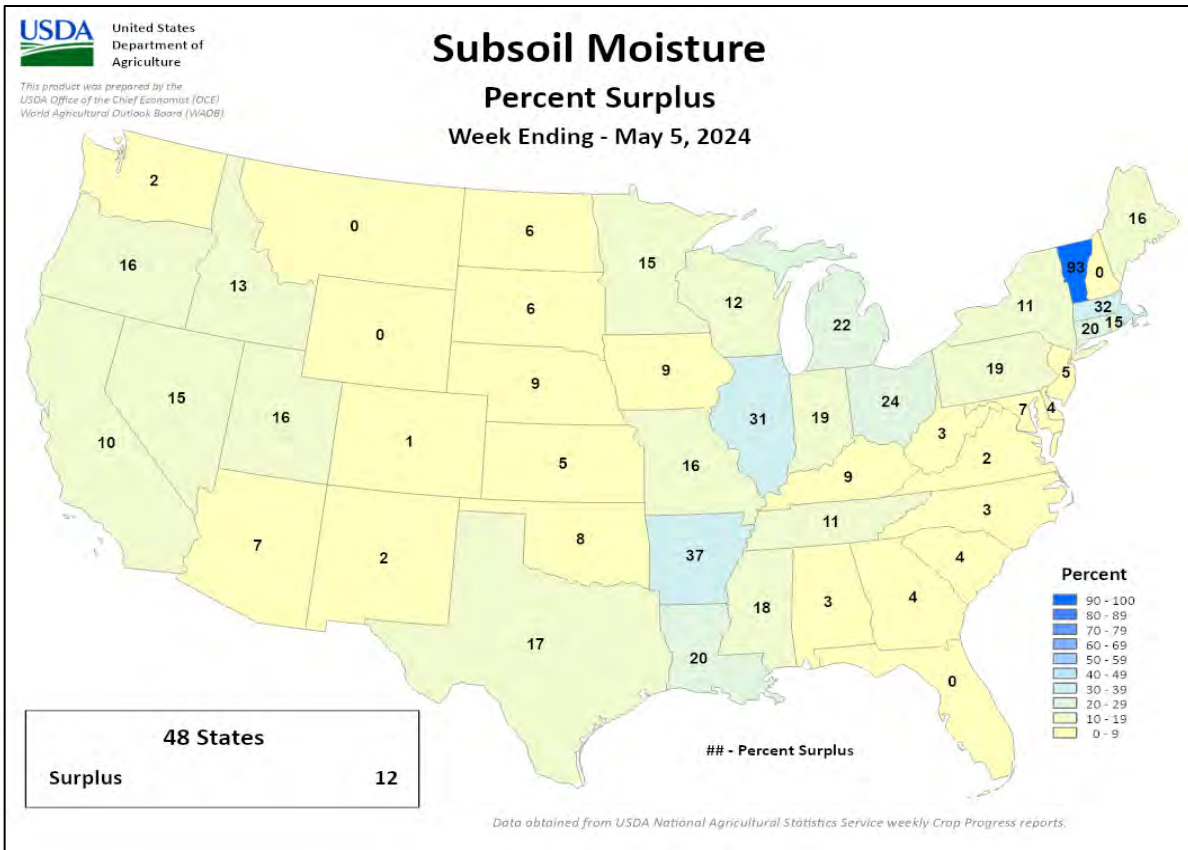 USDA
United States
Department of
Agriculture
This product was prepared by the
USDA Office of the Chief Economist (OCE)
World Agricultural Outlook Board (WAOB)
Subsoil Moisture
Percent Surplus
Week Ending - May 5, 2024
2
0
6
15
16
16
13
12
11
93
0
6
22
32
20
15
0
9
9
19
5
15
16
31
19
24
10
1
5
16
3
7
4
2
9
7
2
8
37
11
3
4
18
3
4
17
20
0
Percent
90 - 100
80 - 89
70 - 79
60 - 69
50 - 59
40 - 49
30 - 39
20 - 29
10 - 19
0 - 9
48 States
Surplus 12
## - Percent Surplus
Data obtained from USDA National Agricultural Statistics Service weekly Crop Progress reports.